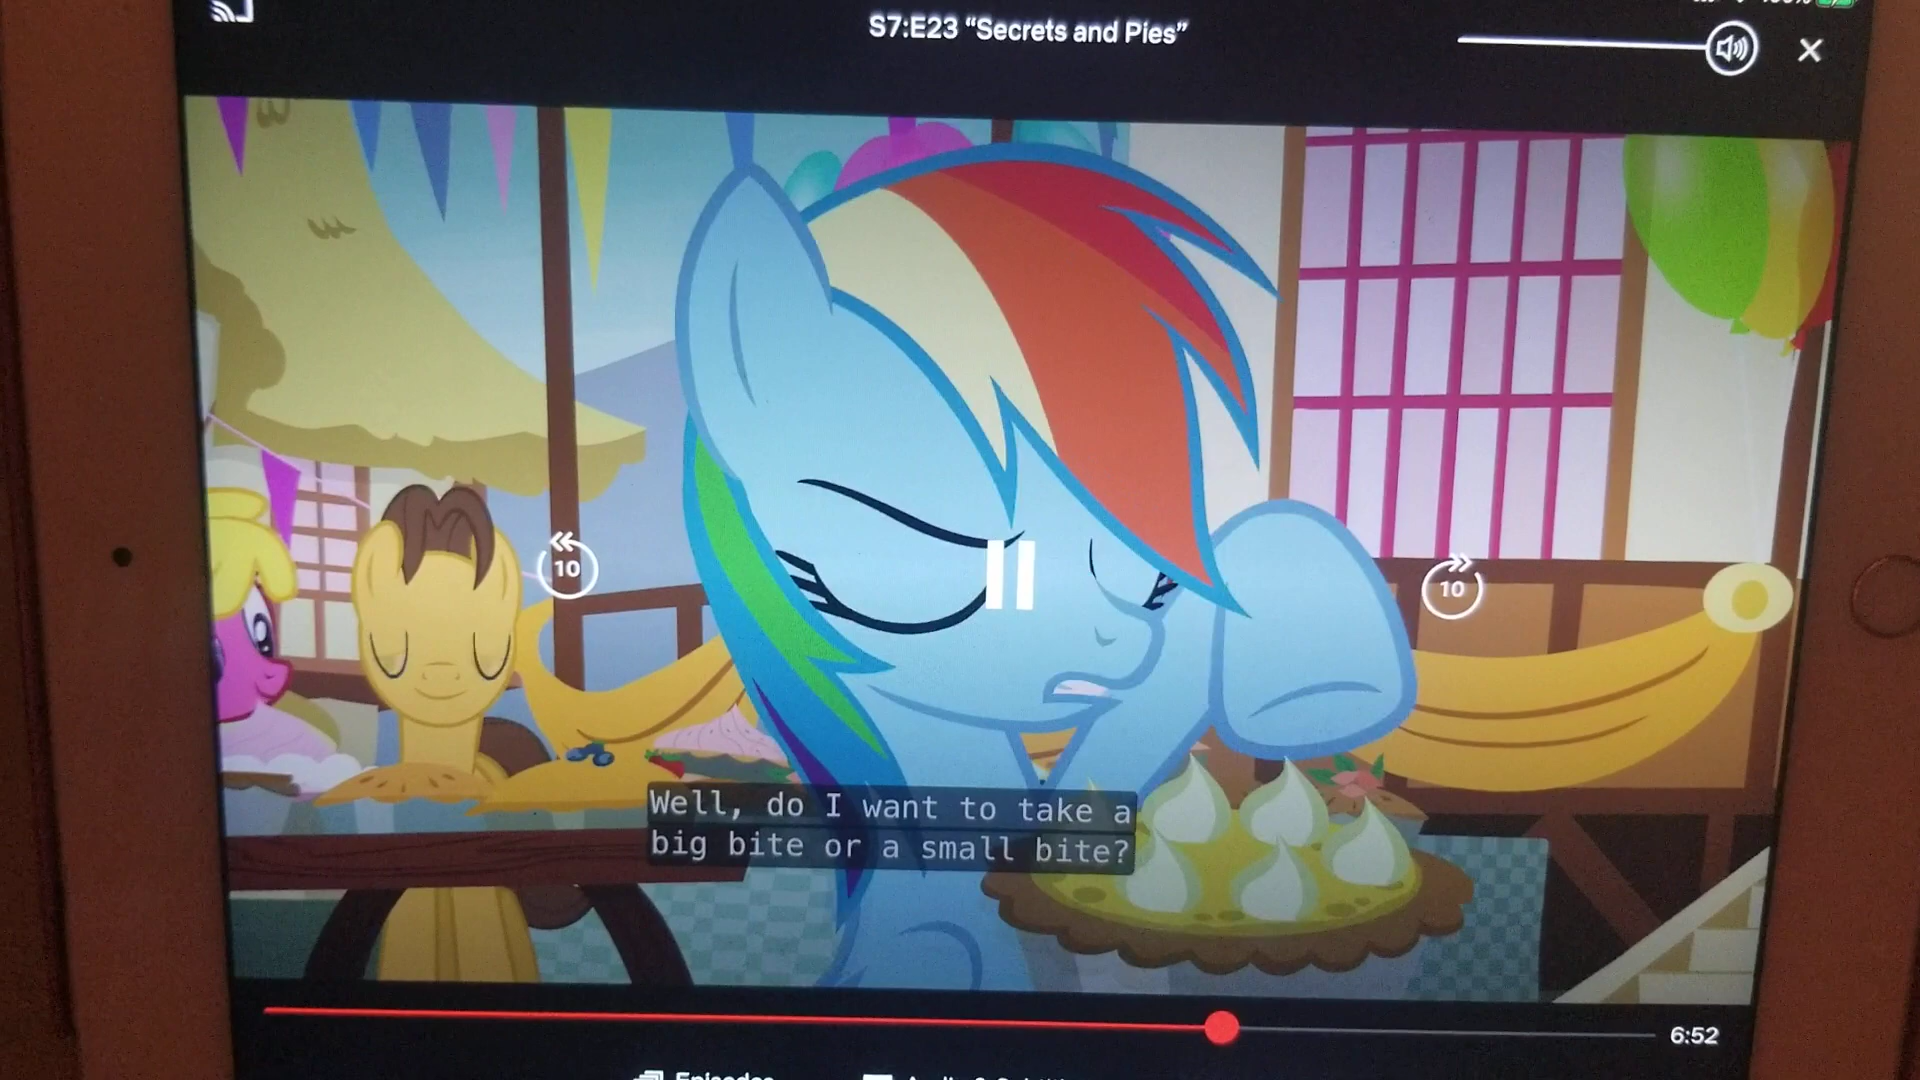 S7:E23 “Secrets and Pies”
10
10
Well, do I want to take a
big bite or a small bite?
6:52
Episodes